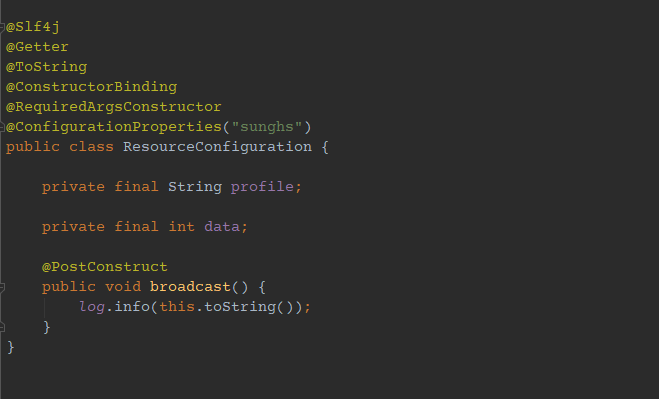 @Slf4j
@Getter
@ToString
@ConstructorBinding
@RequiredArgsConstructor
@ConfigurationProperties("sunghs")
public class ResourceConfiguration {
private final String profile;
private final int data;
@PostConstruct
public void broadcast() {
log.info(this.toString());
}
}